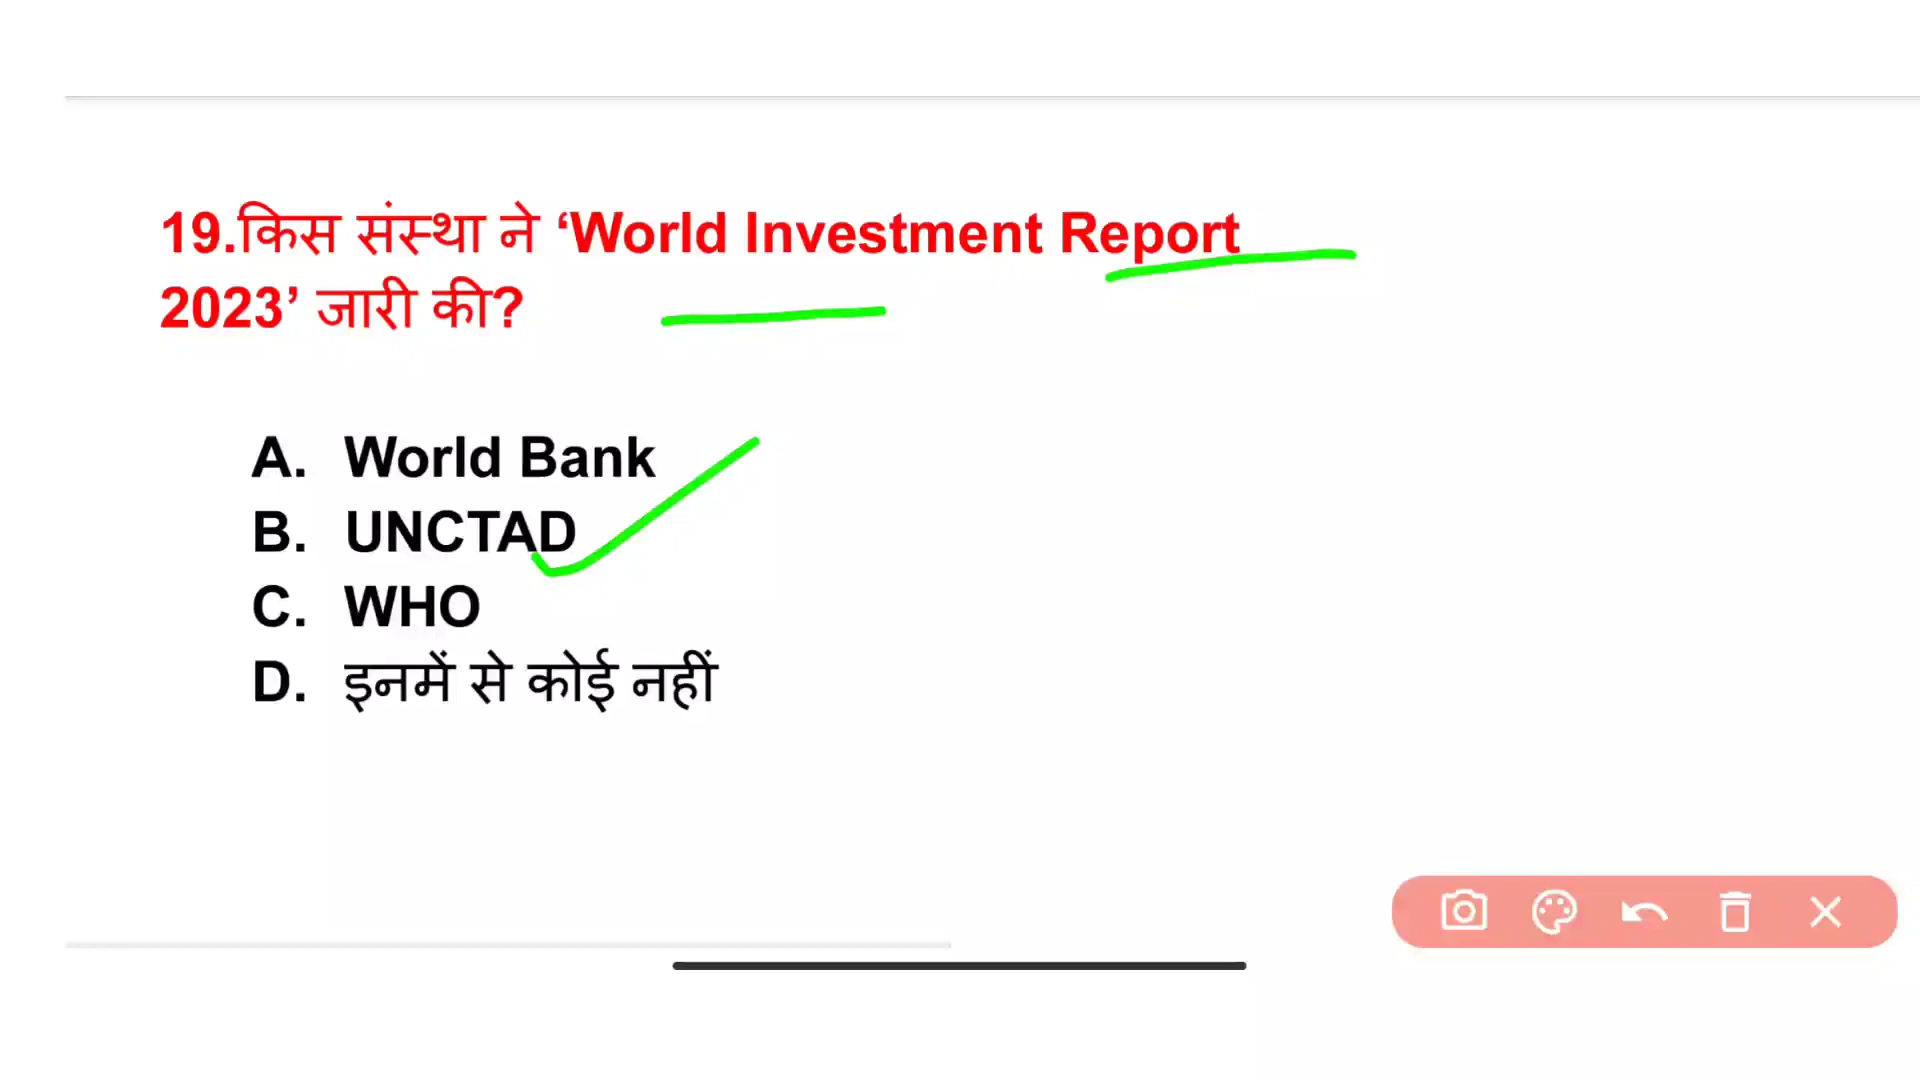 19.किस संस्था ने ‘World Investment Report
2023’ जारी की?
A. World Bank
B. UNCTAD
C. WHO
D. इनमें से कोई नहीं